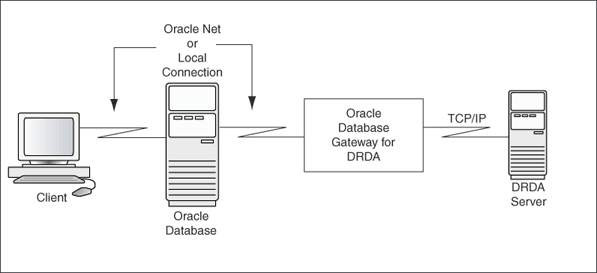 Oracle Net
or
Local
Connection
Oracle
Database
Gateway for
DRDA
TCP/IP
Client
Oracle
Database
DRDA
Server